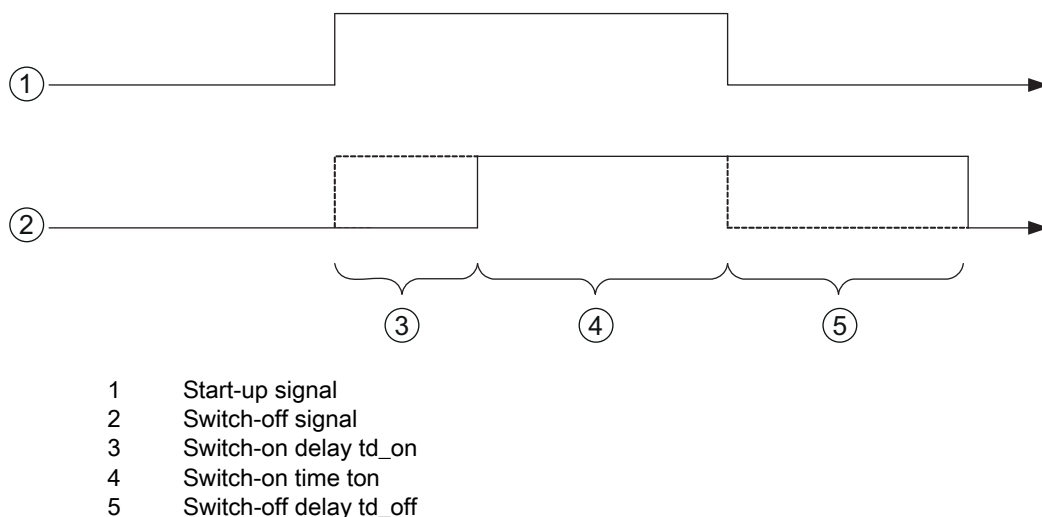 1
2
3 4 5
1 Start-up signal
2 Switch-off signal
3 Switch-on delay td_on
4 Switch-on time ton
5 Switch-off delay td_off